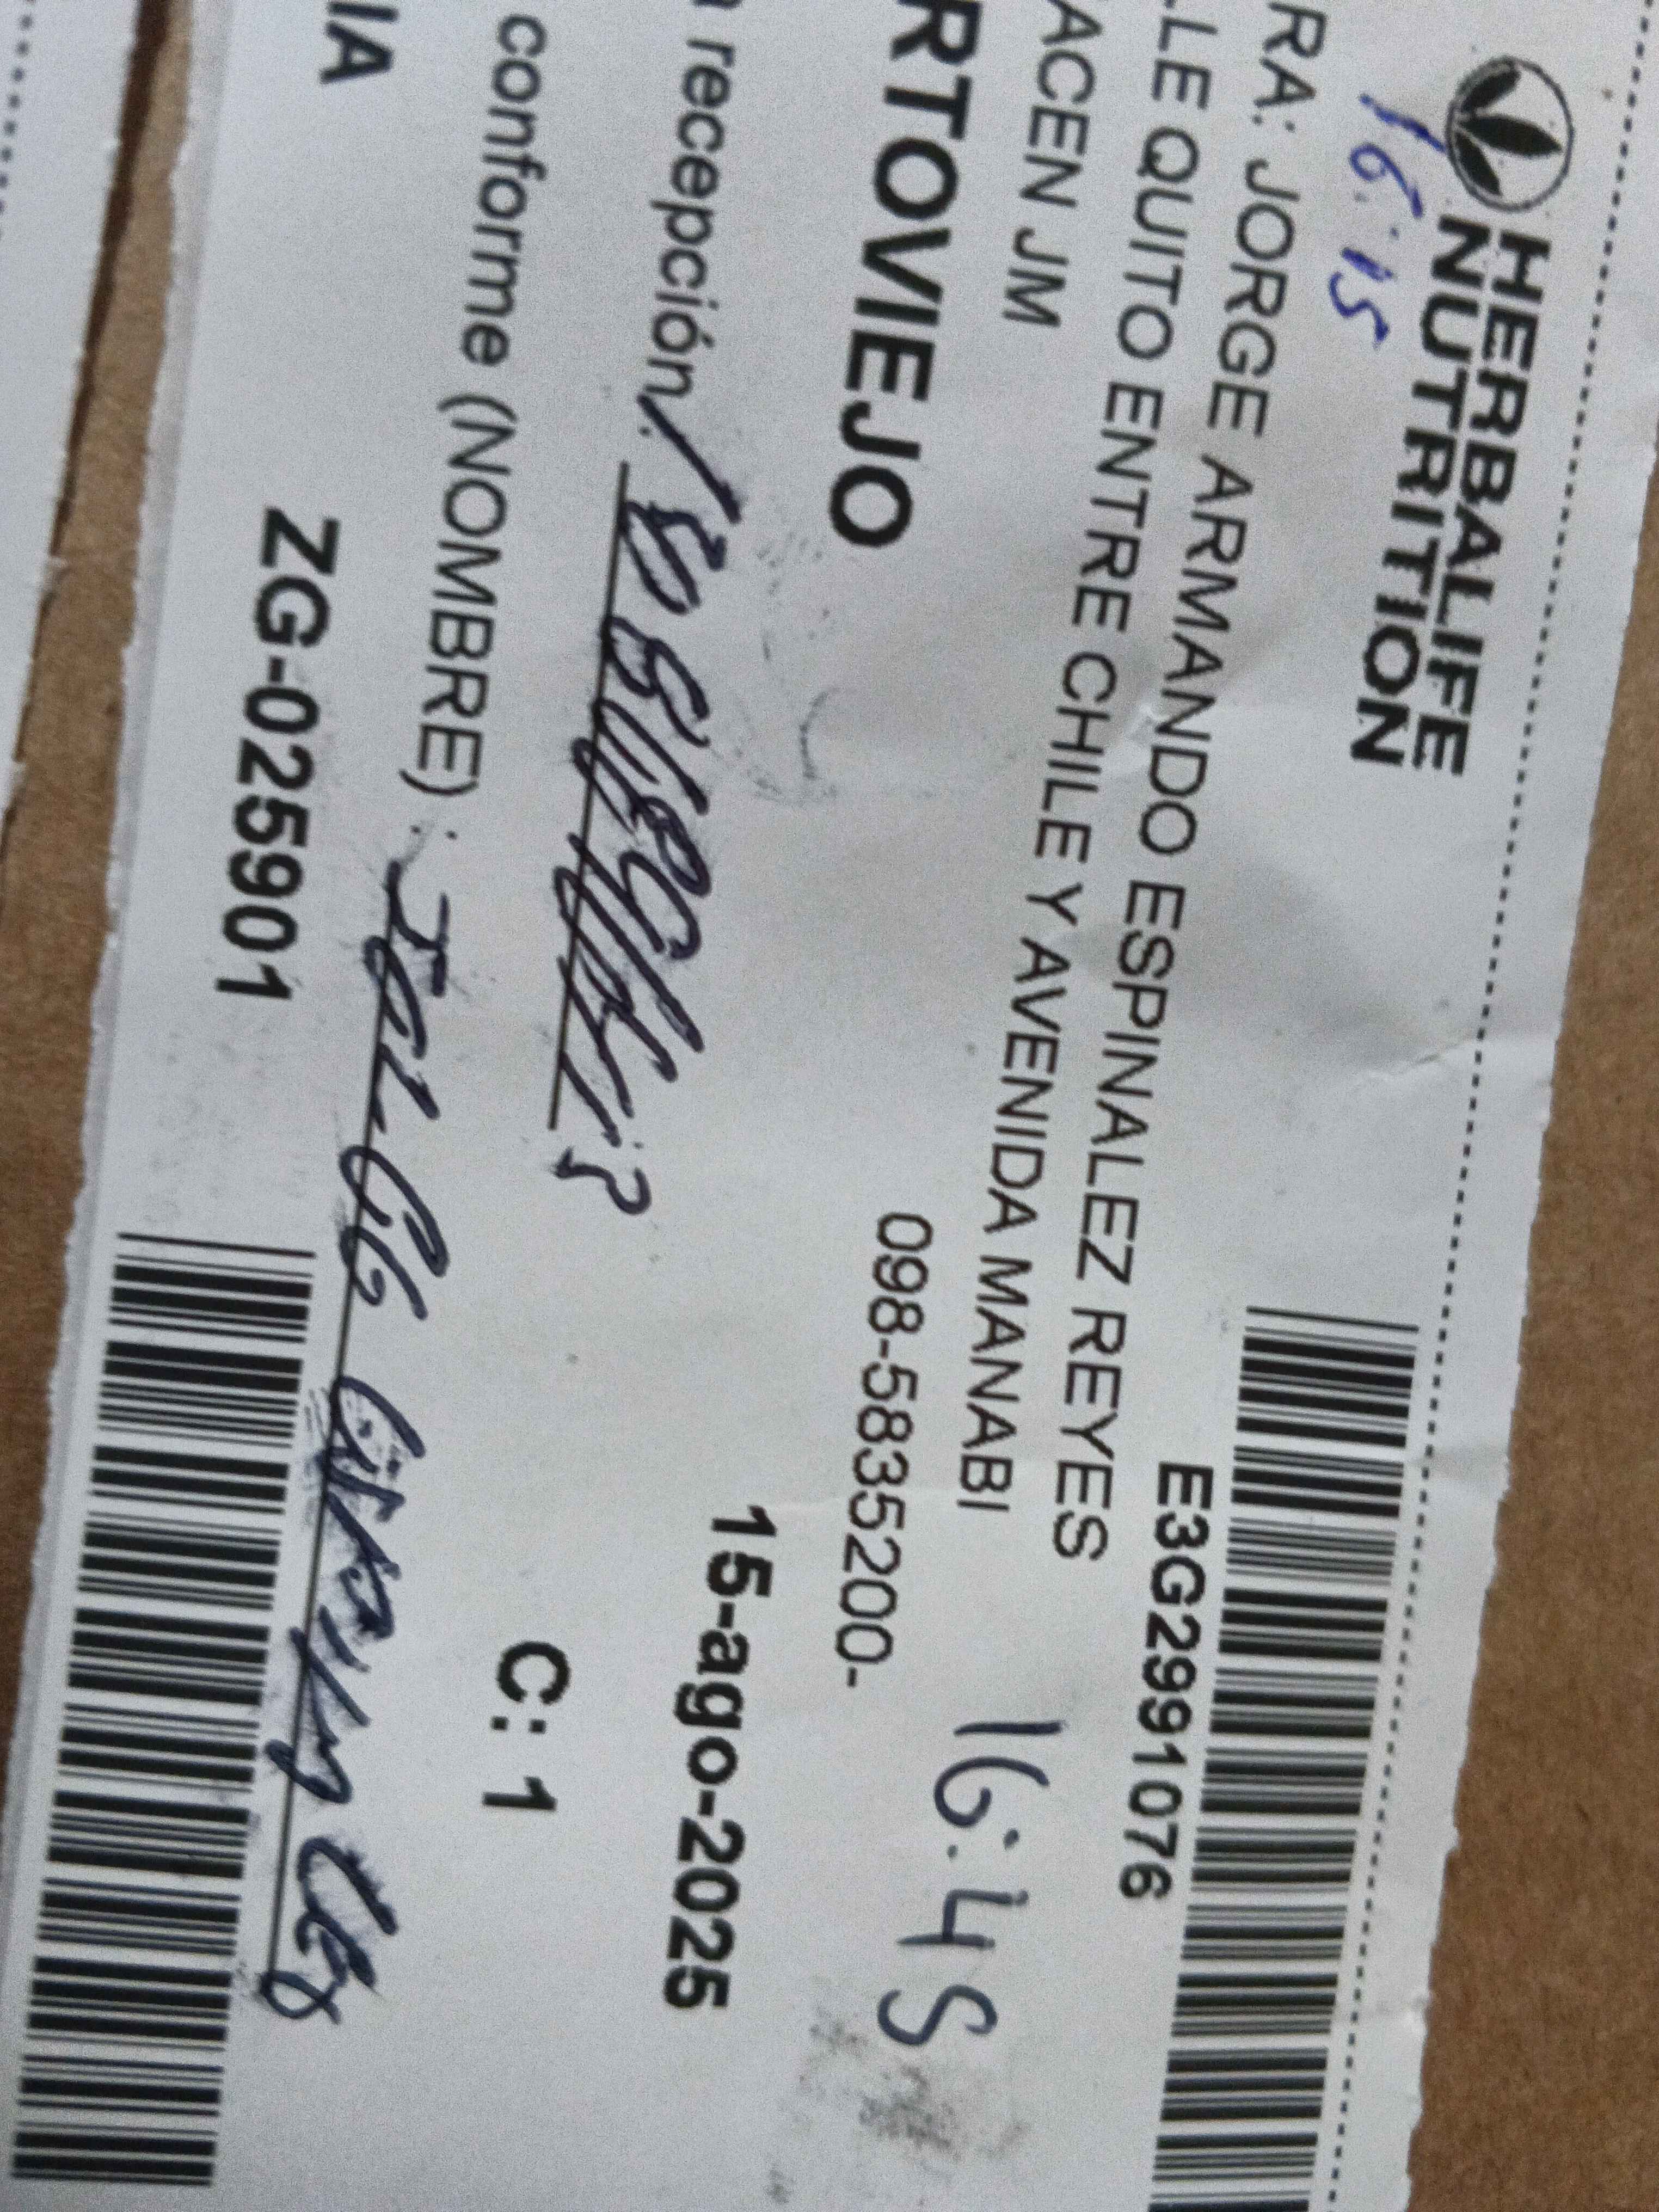 HERBALIFE
NUTRITION
16:15
E3G2991076
RA: JORGE ARMANDO ESPINALEZ REYES
LLE QUITO ENTRE CHILE Y AVENIDA MANABI
ACEN JM
16:45
098-58352００-
RTOVIEJO
15-ago-2025
recepción:
C: 1
conforme (NOMBRE) :
IA
ZG-025901